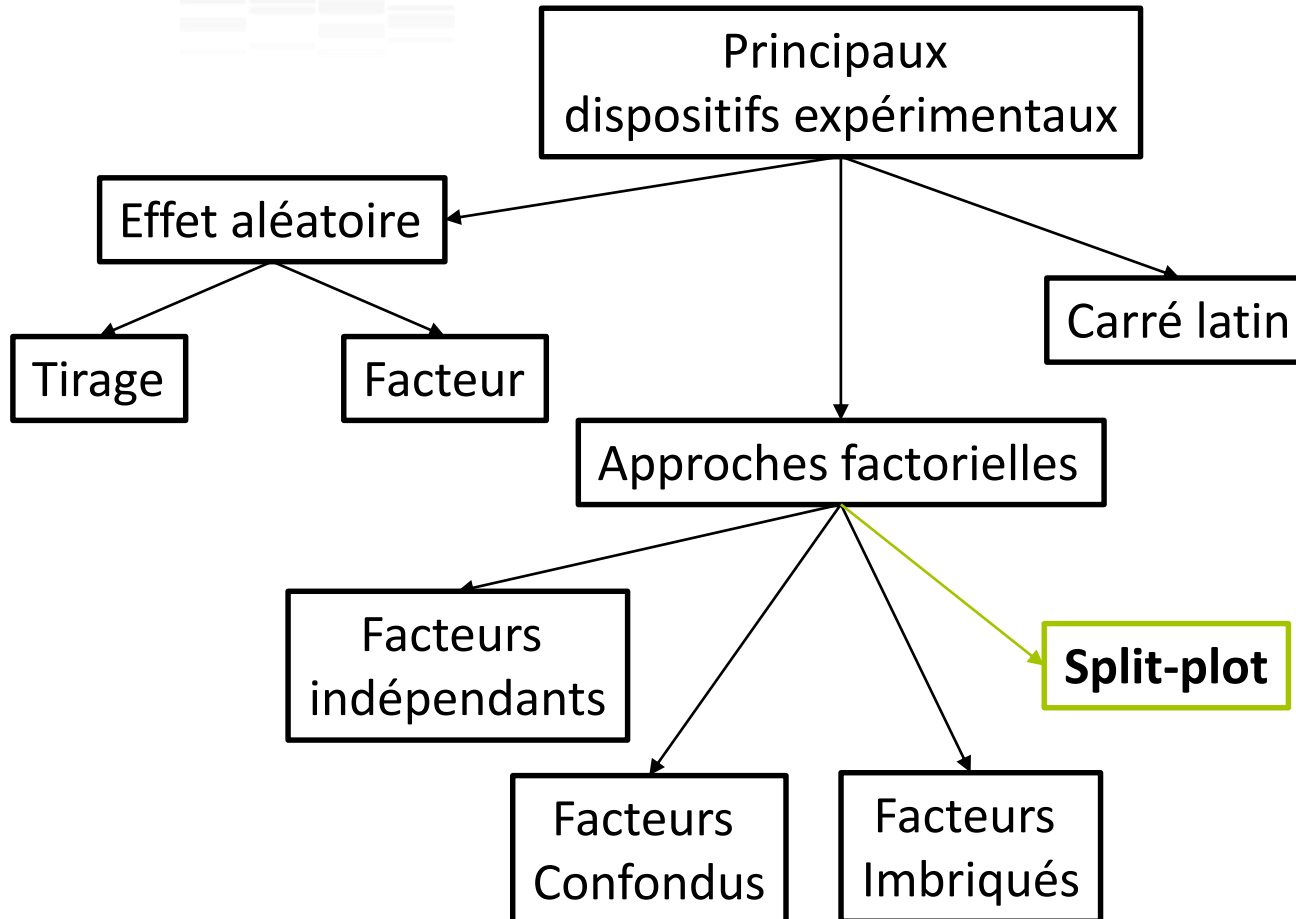 Principaux
dispositifs expérimentaux
Effet aléatoire
Carré latin
Tirage
Facteur
Approches factorielles
Facteurs
indépendants
Split-plot
Facteurs
Confondus
Facteurs
Imbriqués